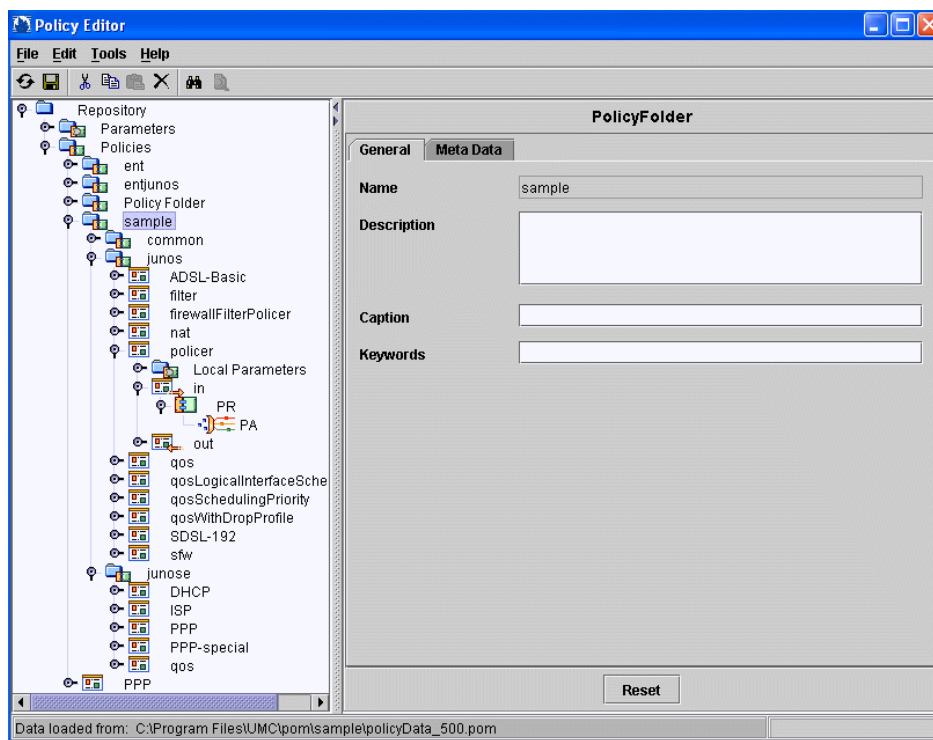 Policy Editor
File Edit Tools Help
Repository
Parameters
Policies
ent
entjunos
Policy Folder
sample
common
junos
ADSL-Basic
filter
firewallFilterPolicer
nat
policer
Local Parameters
in
PR
PA
out
qos
qosLogicalInterfaceSche
qosSchedulingPriority
qosWithDropProfile
SDSL-192
sfw
junose
DHCP
ISP
PPP
PPP-special
qos
PPP
PolicyFolder
General Meta Data
Name sample
Description
Caption
Keywords
Reset
Data loaded from: C:\Program Files\UMC\pom\sample\policyData_500.pom